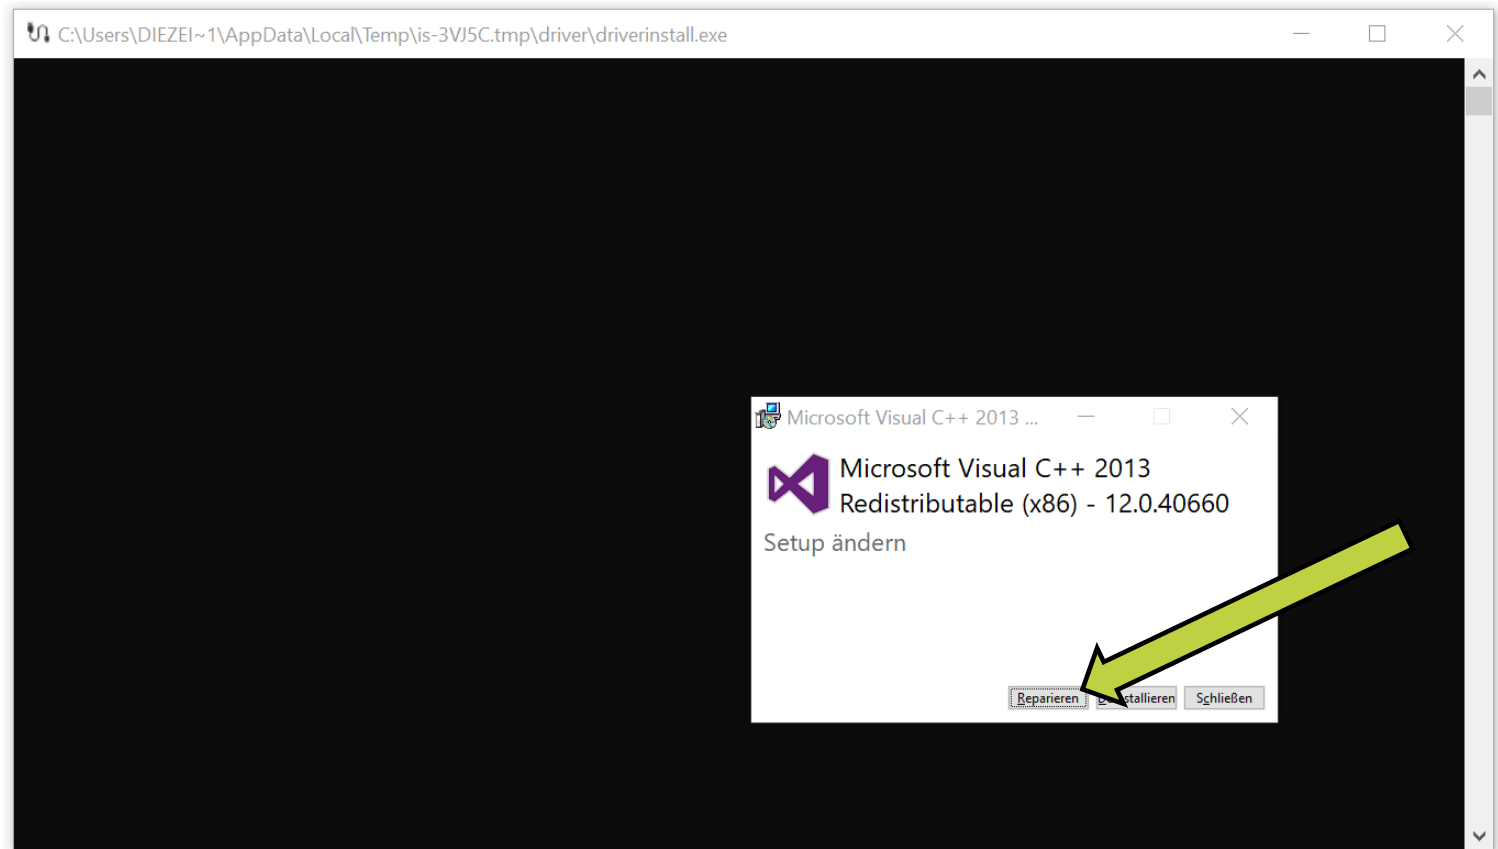 C:\Users\DIEZEI~1\AppData\Local\Temp\is-3VJ5C.tmp\driver\driverinstall.exe
Microsoft Visual C++ 2013 ...
Microsoft Visual C++ 2013
Redistributable (x86) - 12.0.40660
Setup ändern
Reparieren Schließen